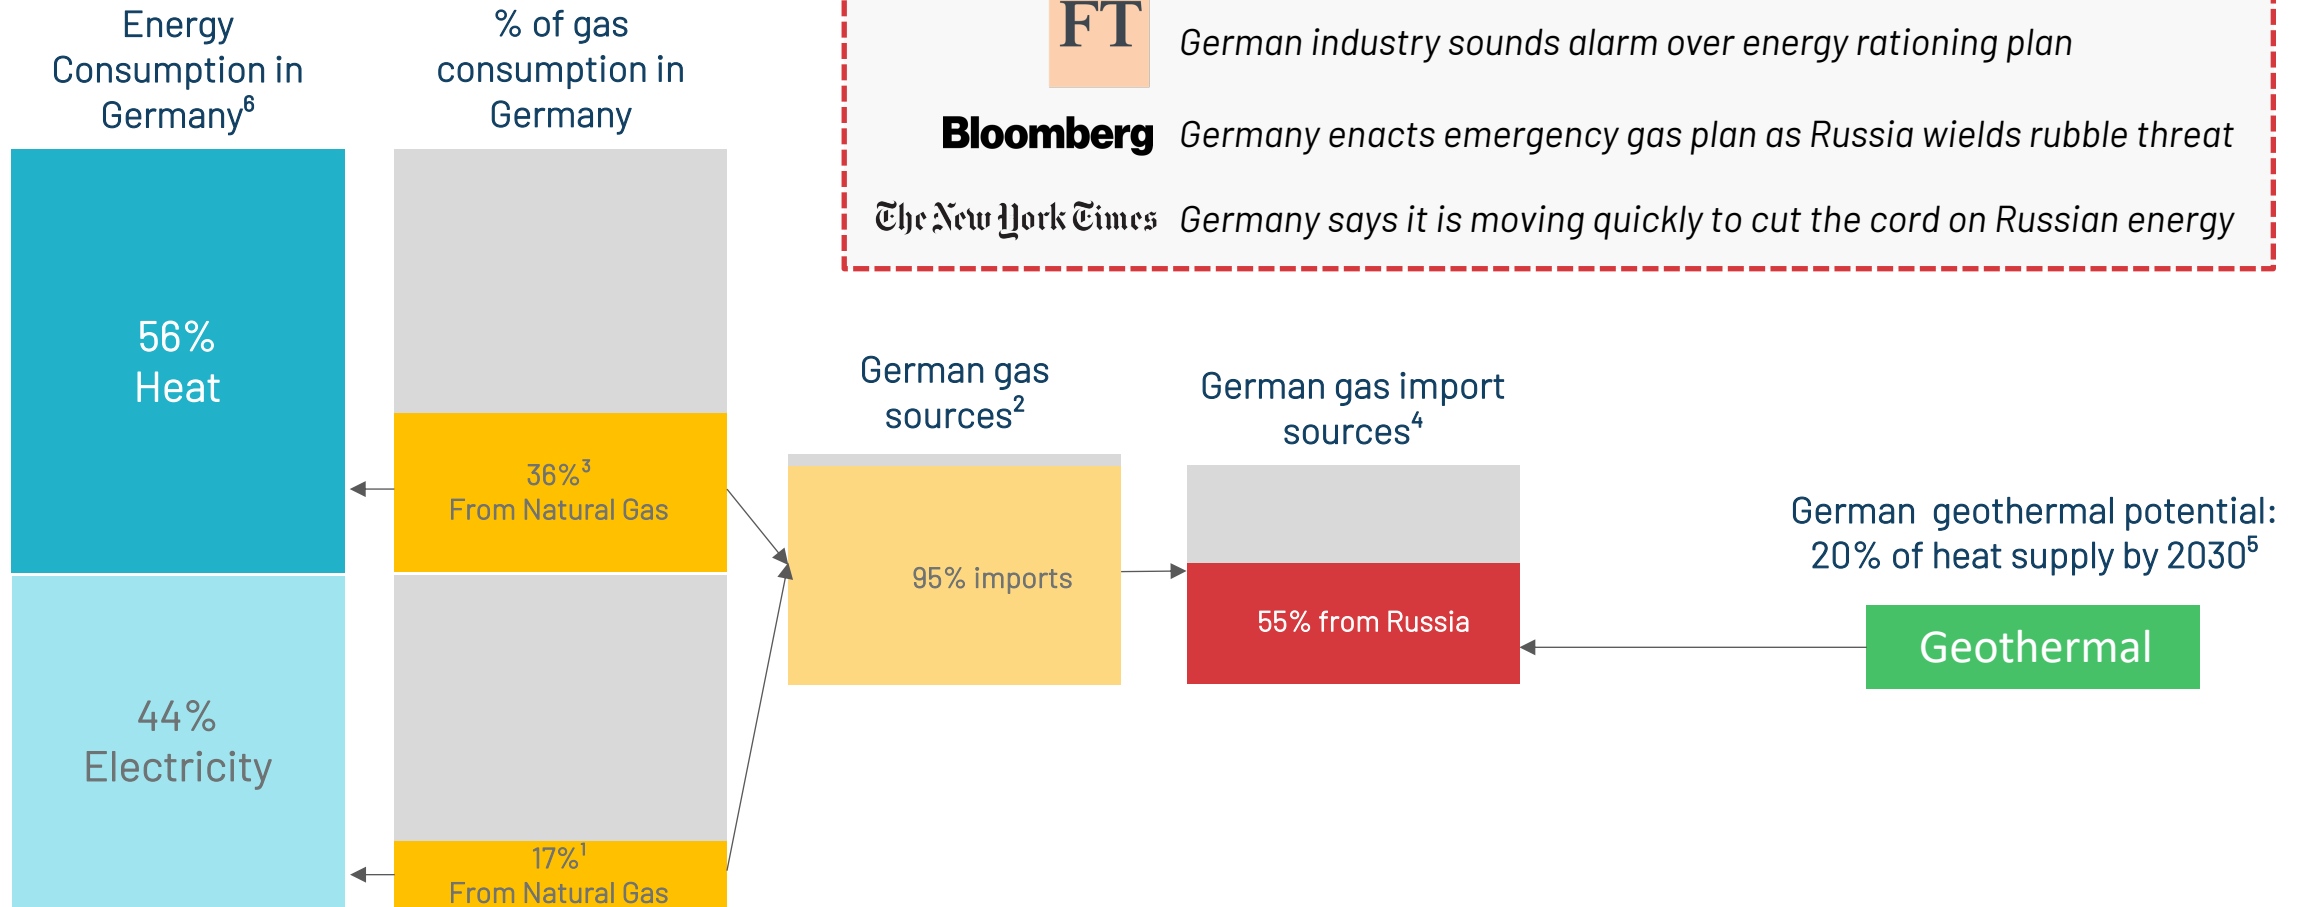 Energy
Consumption in
Germany⁶
% of gas
consumption in
Germany
FT
German industry sounds alarm over energy rationing plan
Bloomberg
Germany enacts emergency gas plan as Russia wields rubble threat
The New York Times
Germany says it is moving quickly to cut the cord on Russian energy
56%
Heat
44%
Electricity
36%³
From Natural Gas
17%¹
From Natural Gas
German gas
sources²
95% imports
German gas import
sources⁴
55% from Russia
German geothermal potential:
20% of heat supply by 2030⁵
Geothermal